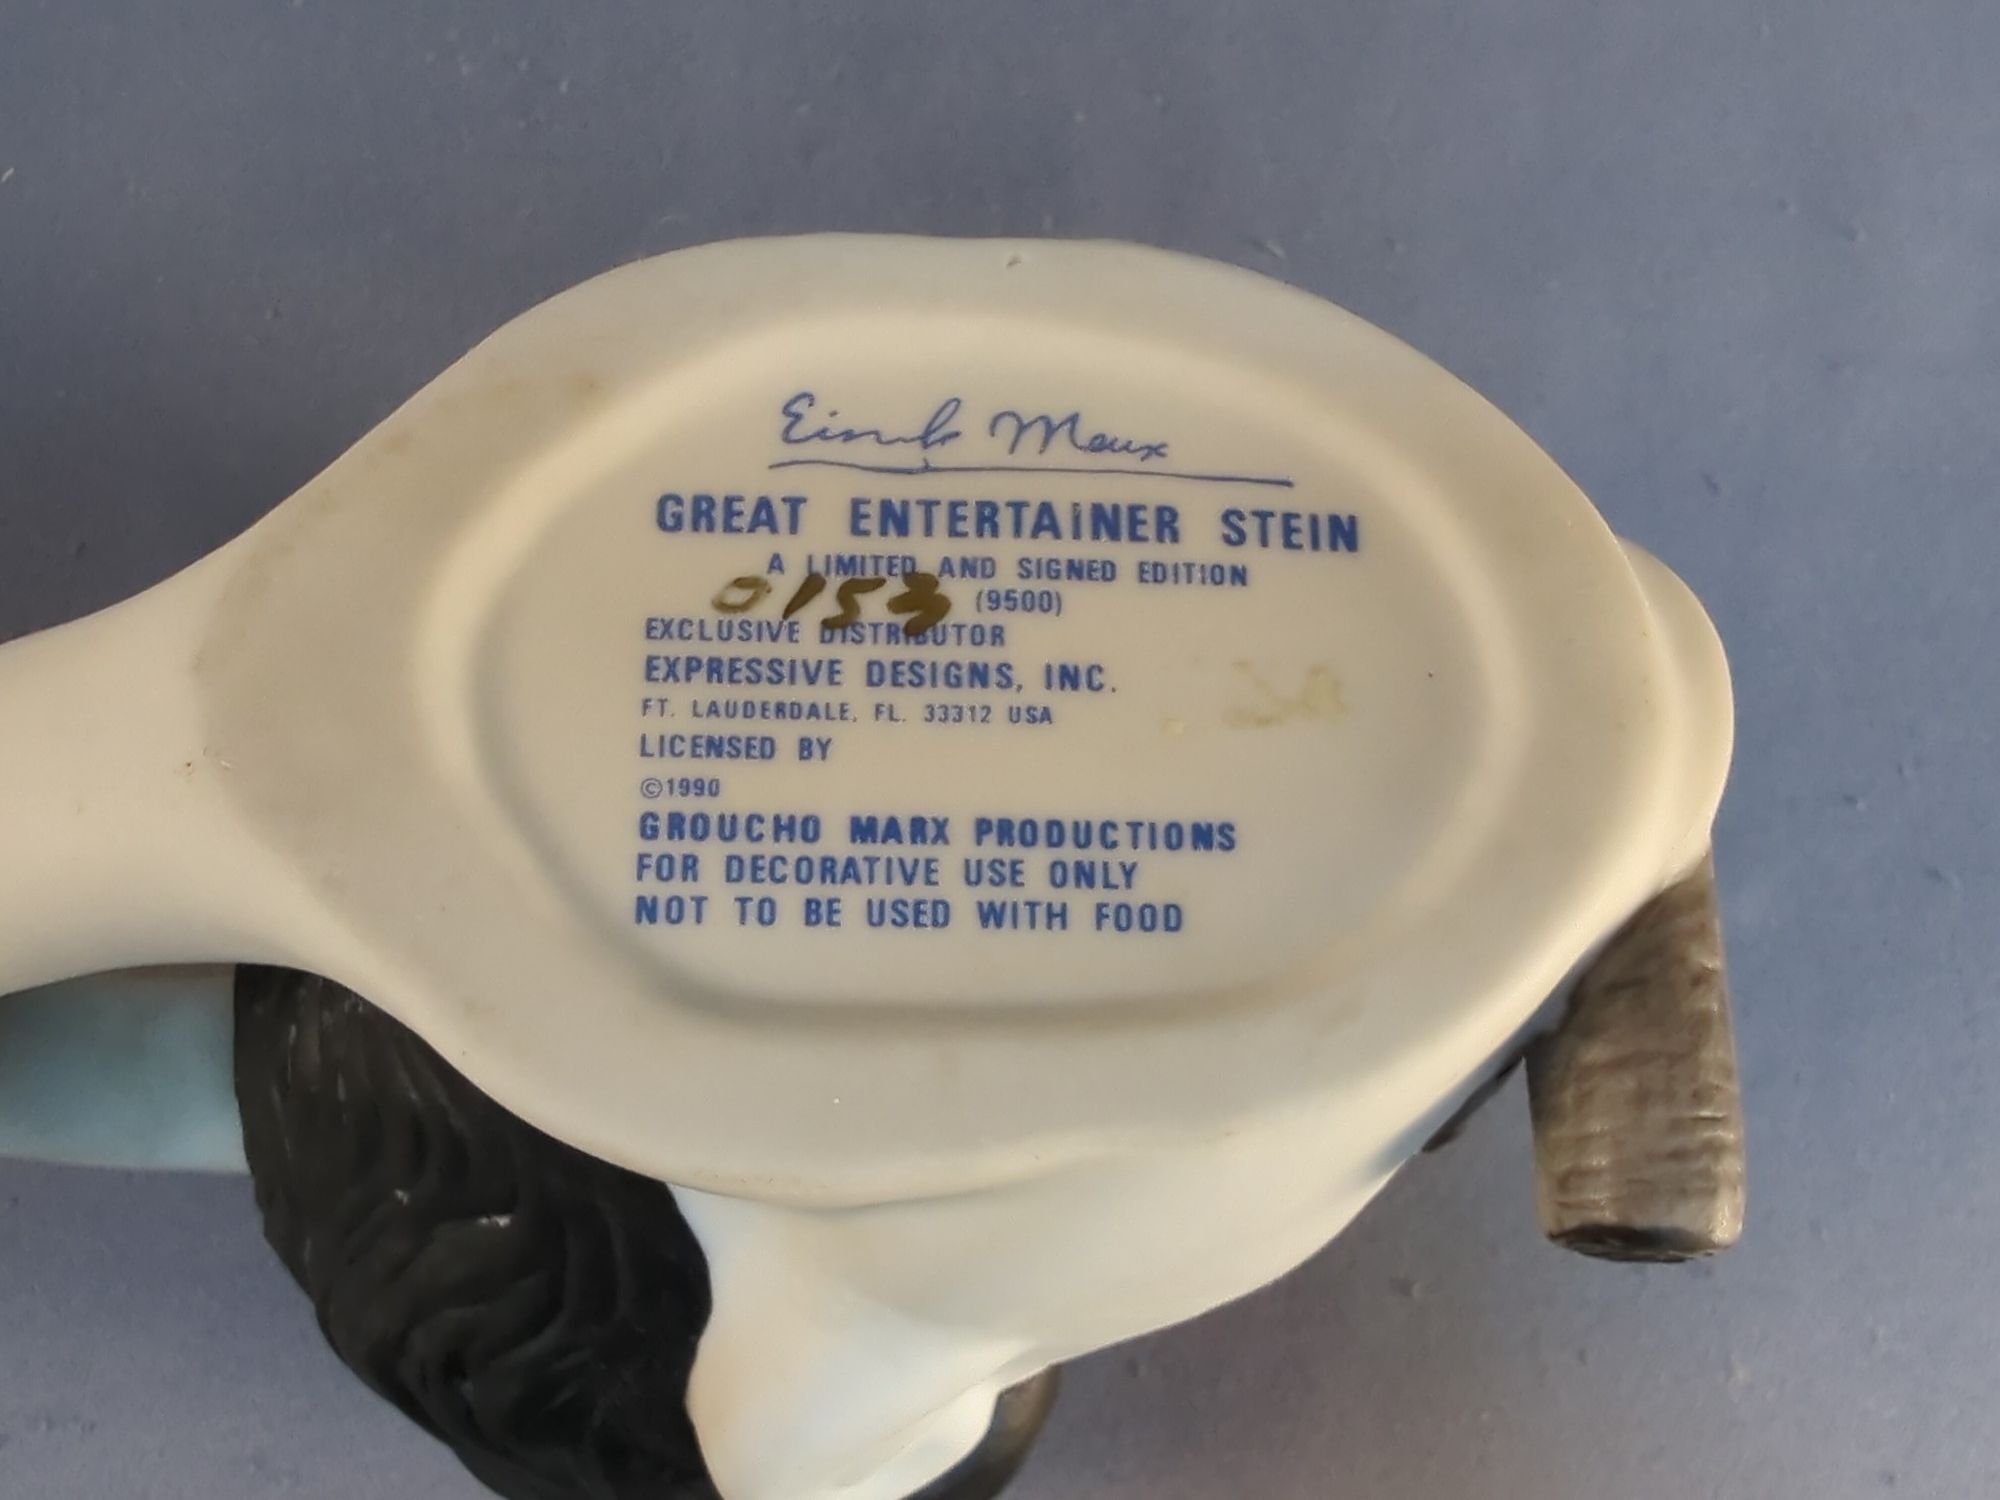 Marx
GREAT ENTERTAINER STEIN
A LIMITED AND SIGNED EDITION
0153 (9500)
EXCLUSIVE DISTRIBUTOR
EXPRESSIVE DESIGNS, INC.
FT. LAUDERDALE, FL. 33312 USA
LICENSED BY
©1990
GROUCHO MARX PRODUCTIONS
FOR DECORATIVE USE ONLY
NOT TO BE USED WITH FOOD